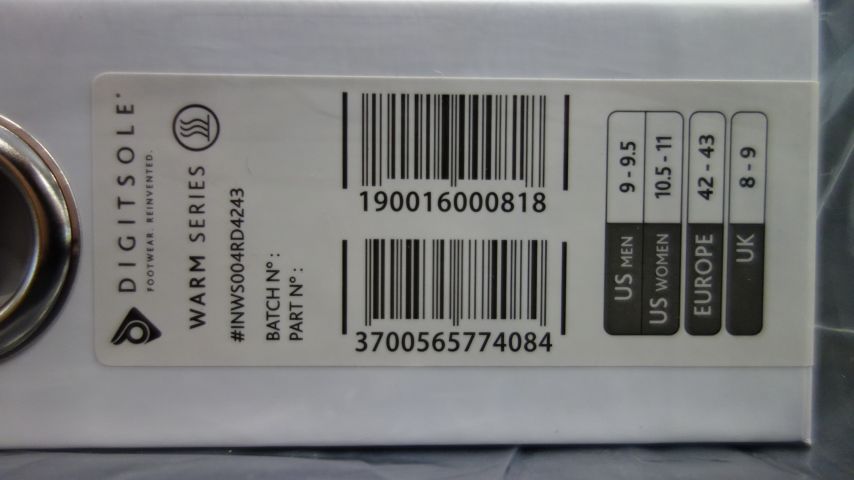 DIGITSOLE
FOOTWEAR. REINVENTED.
WARM SERIES
#INWS004RD4243
BATCH N° :
PART N° :
190016000818
3700565774084
US MEN 9 - 9.5
US WOMEN 10.5 - 11
EUROPE 42 - 43
UK 8 - 9